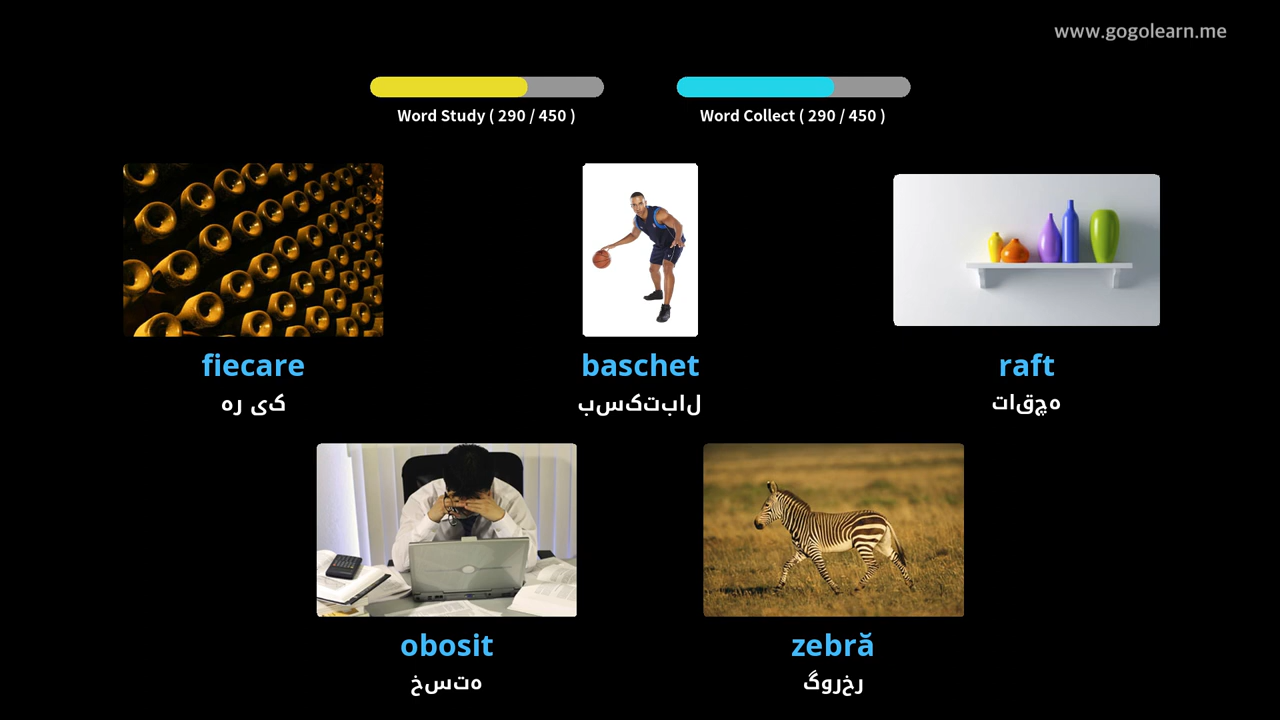 www.gogolearn.me
Word Study ( 290 / 450 )
Word Collect ( 290 / 450 )
fiecare
کی ره
baschet
لابتکسب
raft
هچقات
obosit
هتسخ
zebră
رخروگ